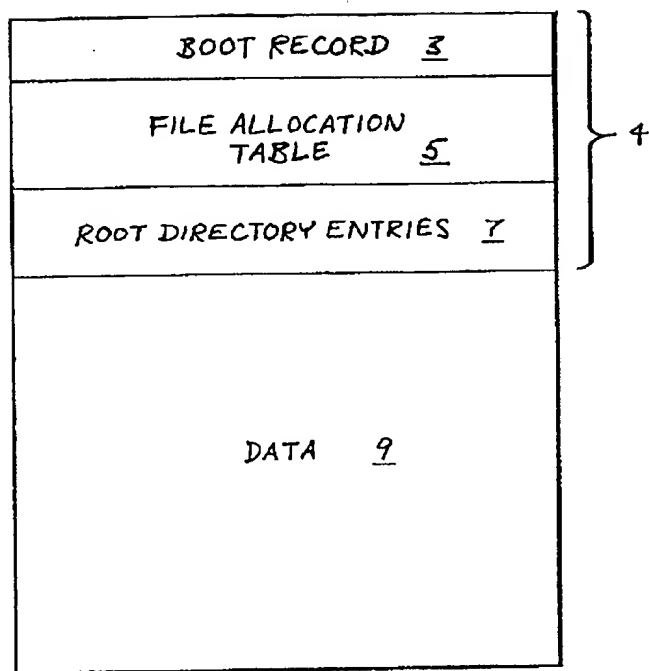 BOOT RECORD 3
FILE ALLOCATION
TABLE 5
4
ROOT DIRECTORY ENTRIES 7
DATA 9